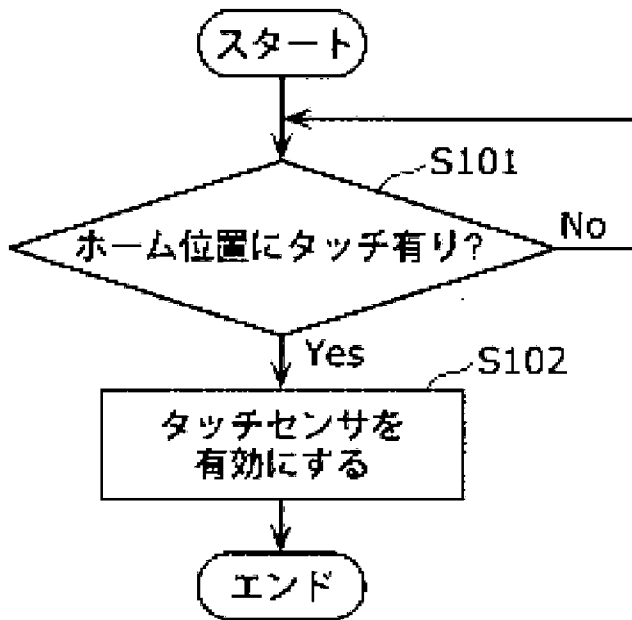 スタート
S101
ホーム位置にタッチ有り?
No
Yes
S102
タッチセンサを
有効にする
エンド